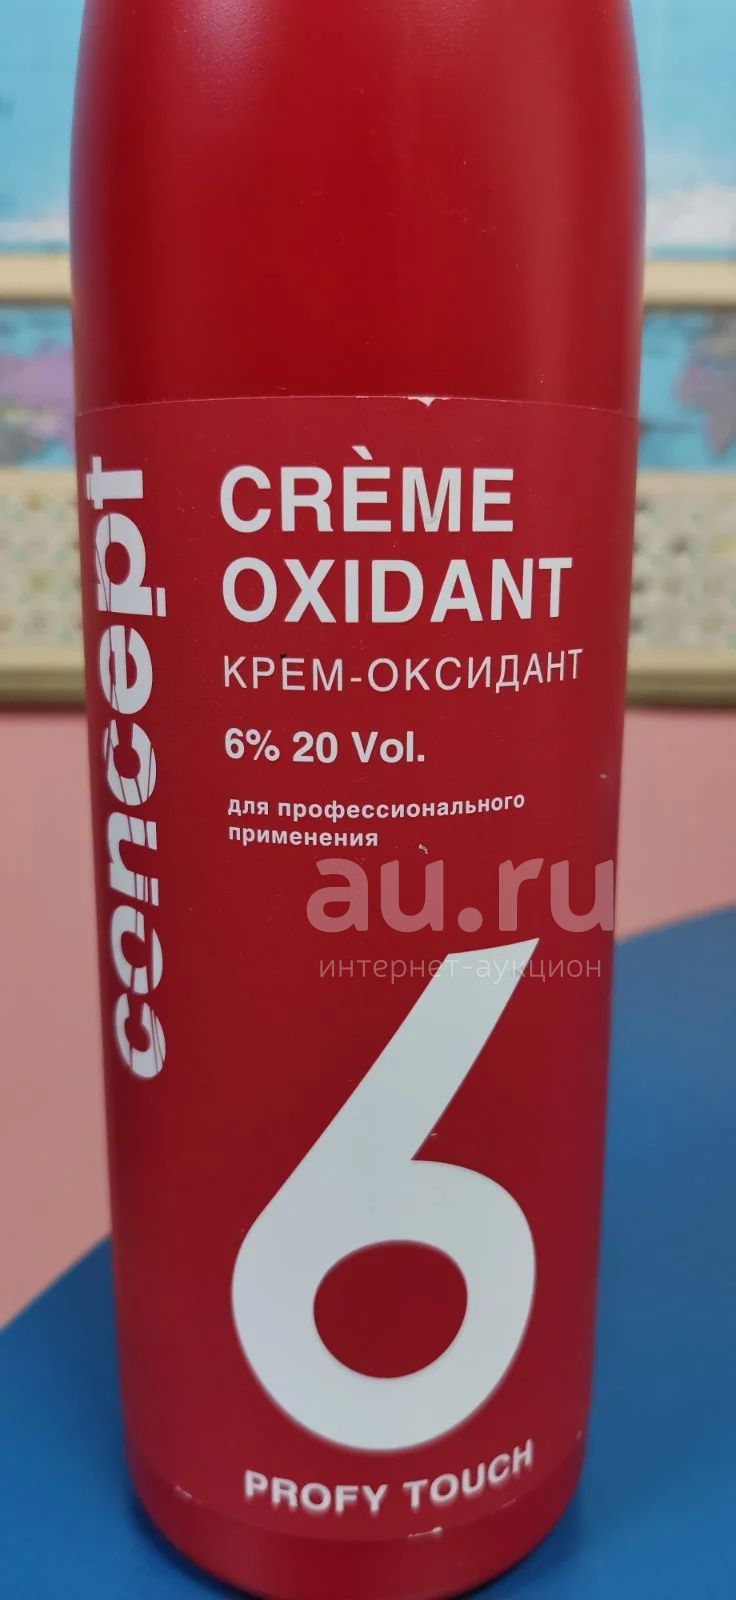 concept
CRÈME
OXIDANT
КРЕМ-ОКСИДАНТ
6% 20 Vol.
для профессионального
применения
au.ru
интернет-аукцион
6
PROFY TOUCH